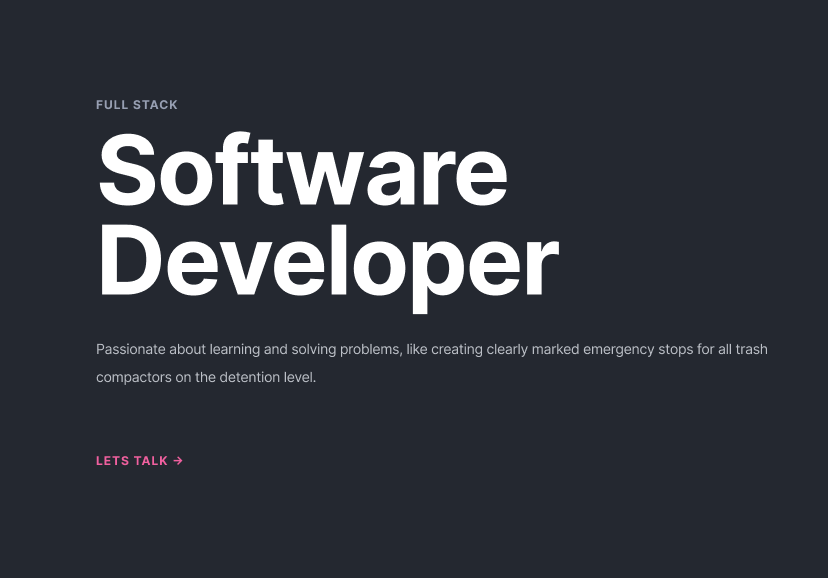 FULL STACK
Software
Developer
Passionate about learning and solving problems, like creating clearly marked emergency stops for all trash
compactors on the detention level.
LETS TALK →